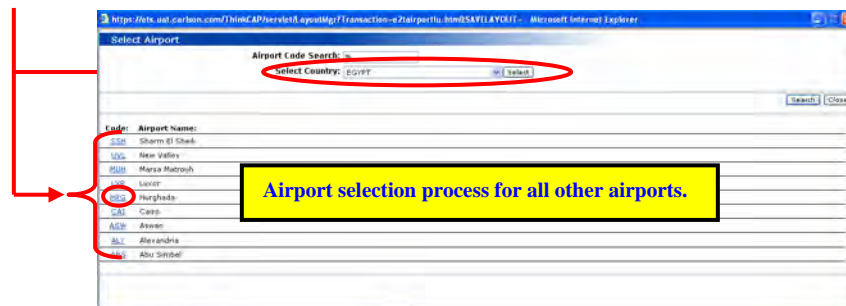 https://ets.uat.carlson.com/ThinkCAP/servlet/LayoutMgr?Transaction=e2tairportlu.html&SAVELAYOUT= - Microsoft Internet Explorer
Select Airport
Airport Code Search: %
Select Country: EGYPT Select
Search Close
Code: Airport Name:
SSH Sharm El Sheik
UVL New Valley
MUH Marsa Matrouh
LXR Luxor
HRG Hurghada
CAI Cairo
ASW Aswan
ALY Alexandria
ABS Abu Simbel
Airport selection process for all other airports.